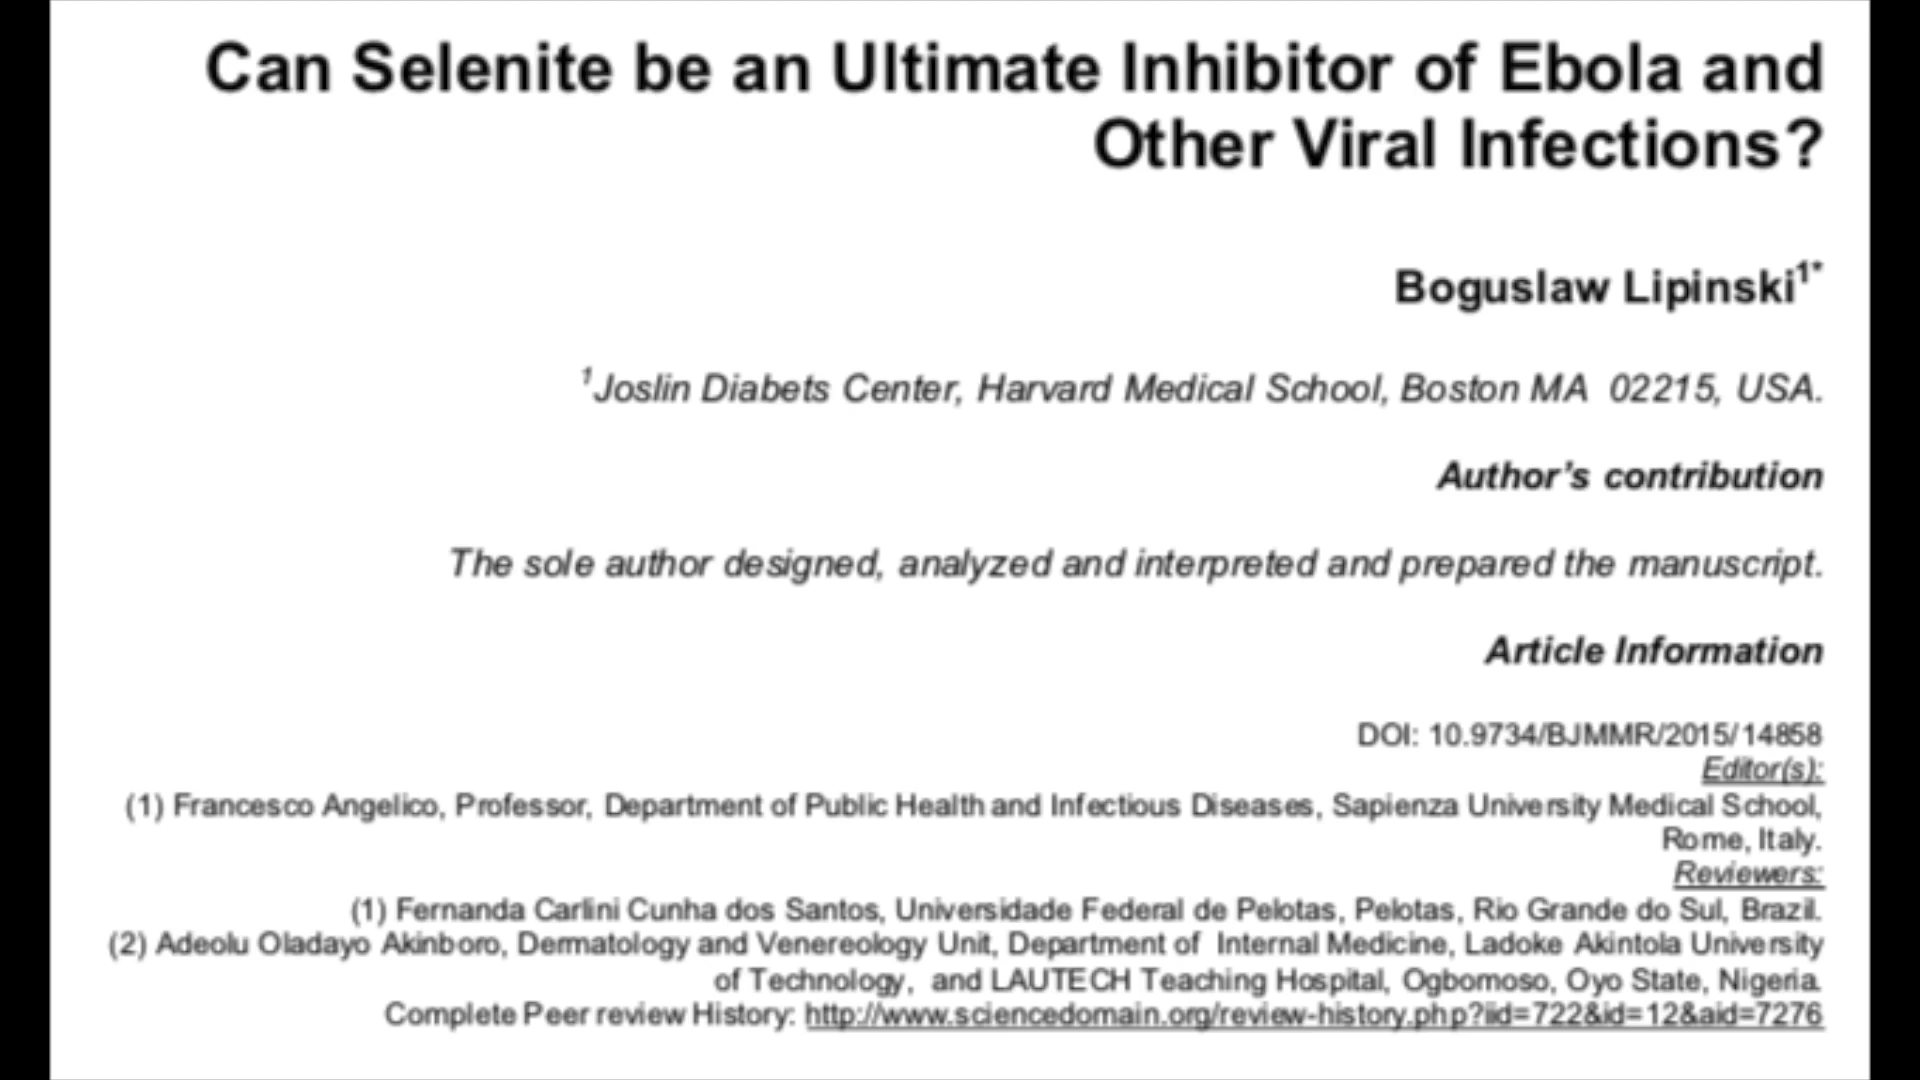 Can Selenite be an Ultimate Inhibitor of Ebola and
Other Viral Infections?
Boguslaw Lipinski1*
1Joslin Diabets Center, Harvard Medical School, Boston MA 02215, USA.
Author's contribution
The sole author designed, analyzed and interpreted and prepared the manuscript.
Article Information
DOI: 10.9734/BJMMR/2015/14858
Editor(s):
(1) Francesco Angelico, Professor, Department of Public Health and Infectious Diseases, Sapienza University Medical School,
Rome, Italy.
Reviewers:
(1) Fernanda Carlini Cunha dos Santos, Universidade Federal de Pelotas, Pelotas, Rio Grande do Sul, Brazil.
(2) Adeolu Oladayo Akinboro, Dermatology and Venereology Unit, Department of Internal Medicine, Ladoke Akintola University
of Technology, and LAUTECH Teaching Hospital, Ogbomoso, Oyo State, Nigeria.
Complete Peer review History: http://www.sciencedomain.org/review-history.php?iid=722&id=12&aid=7276